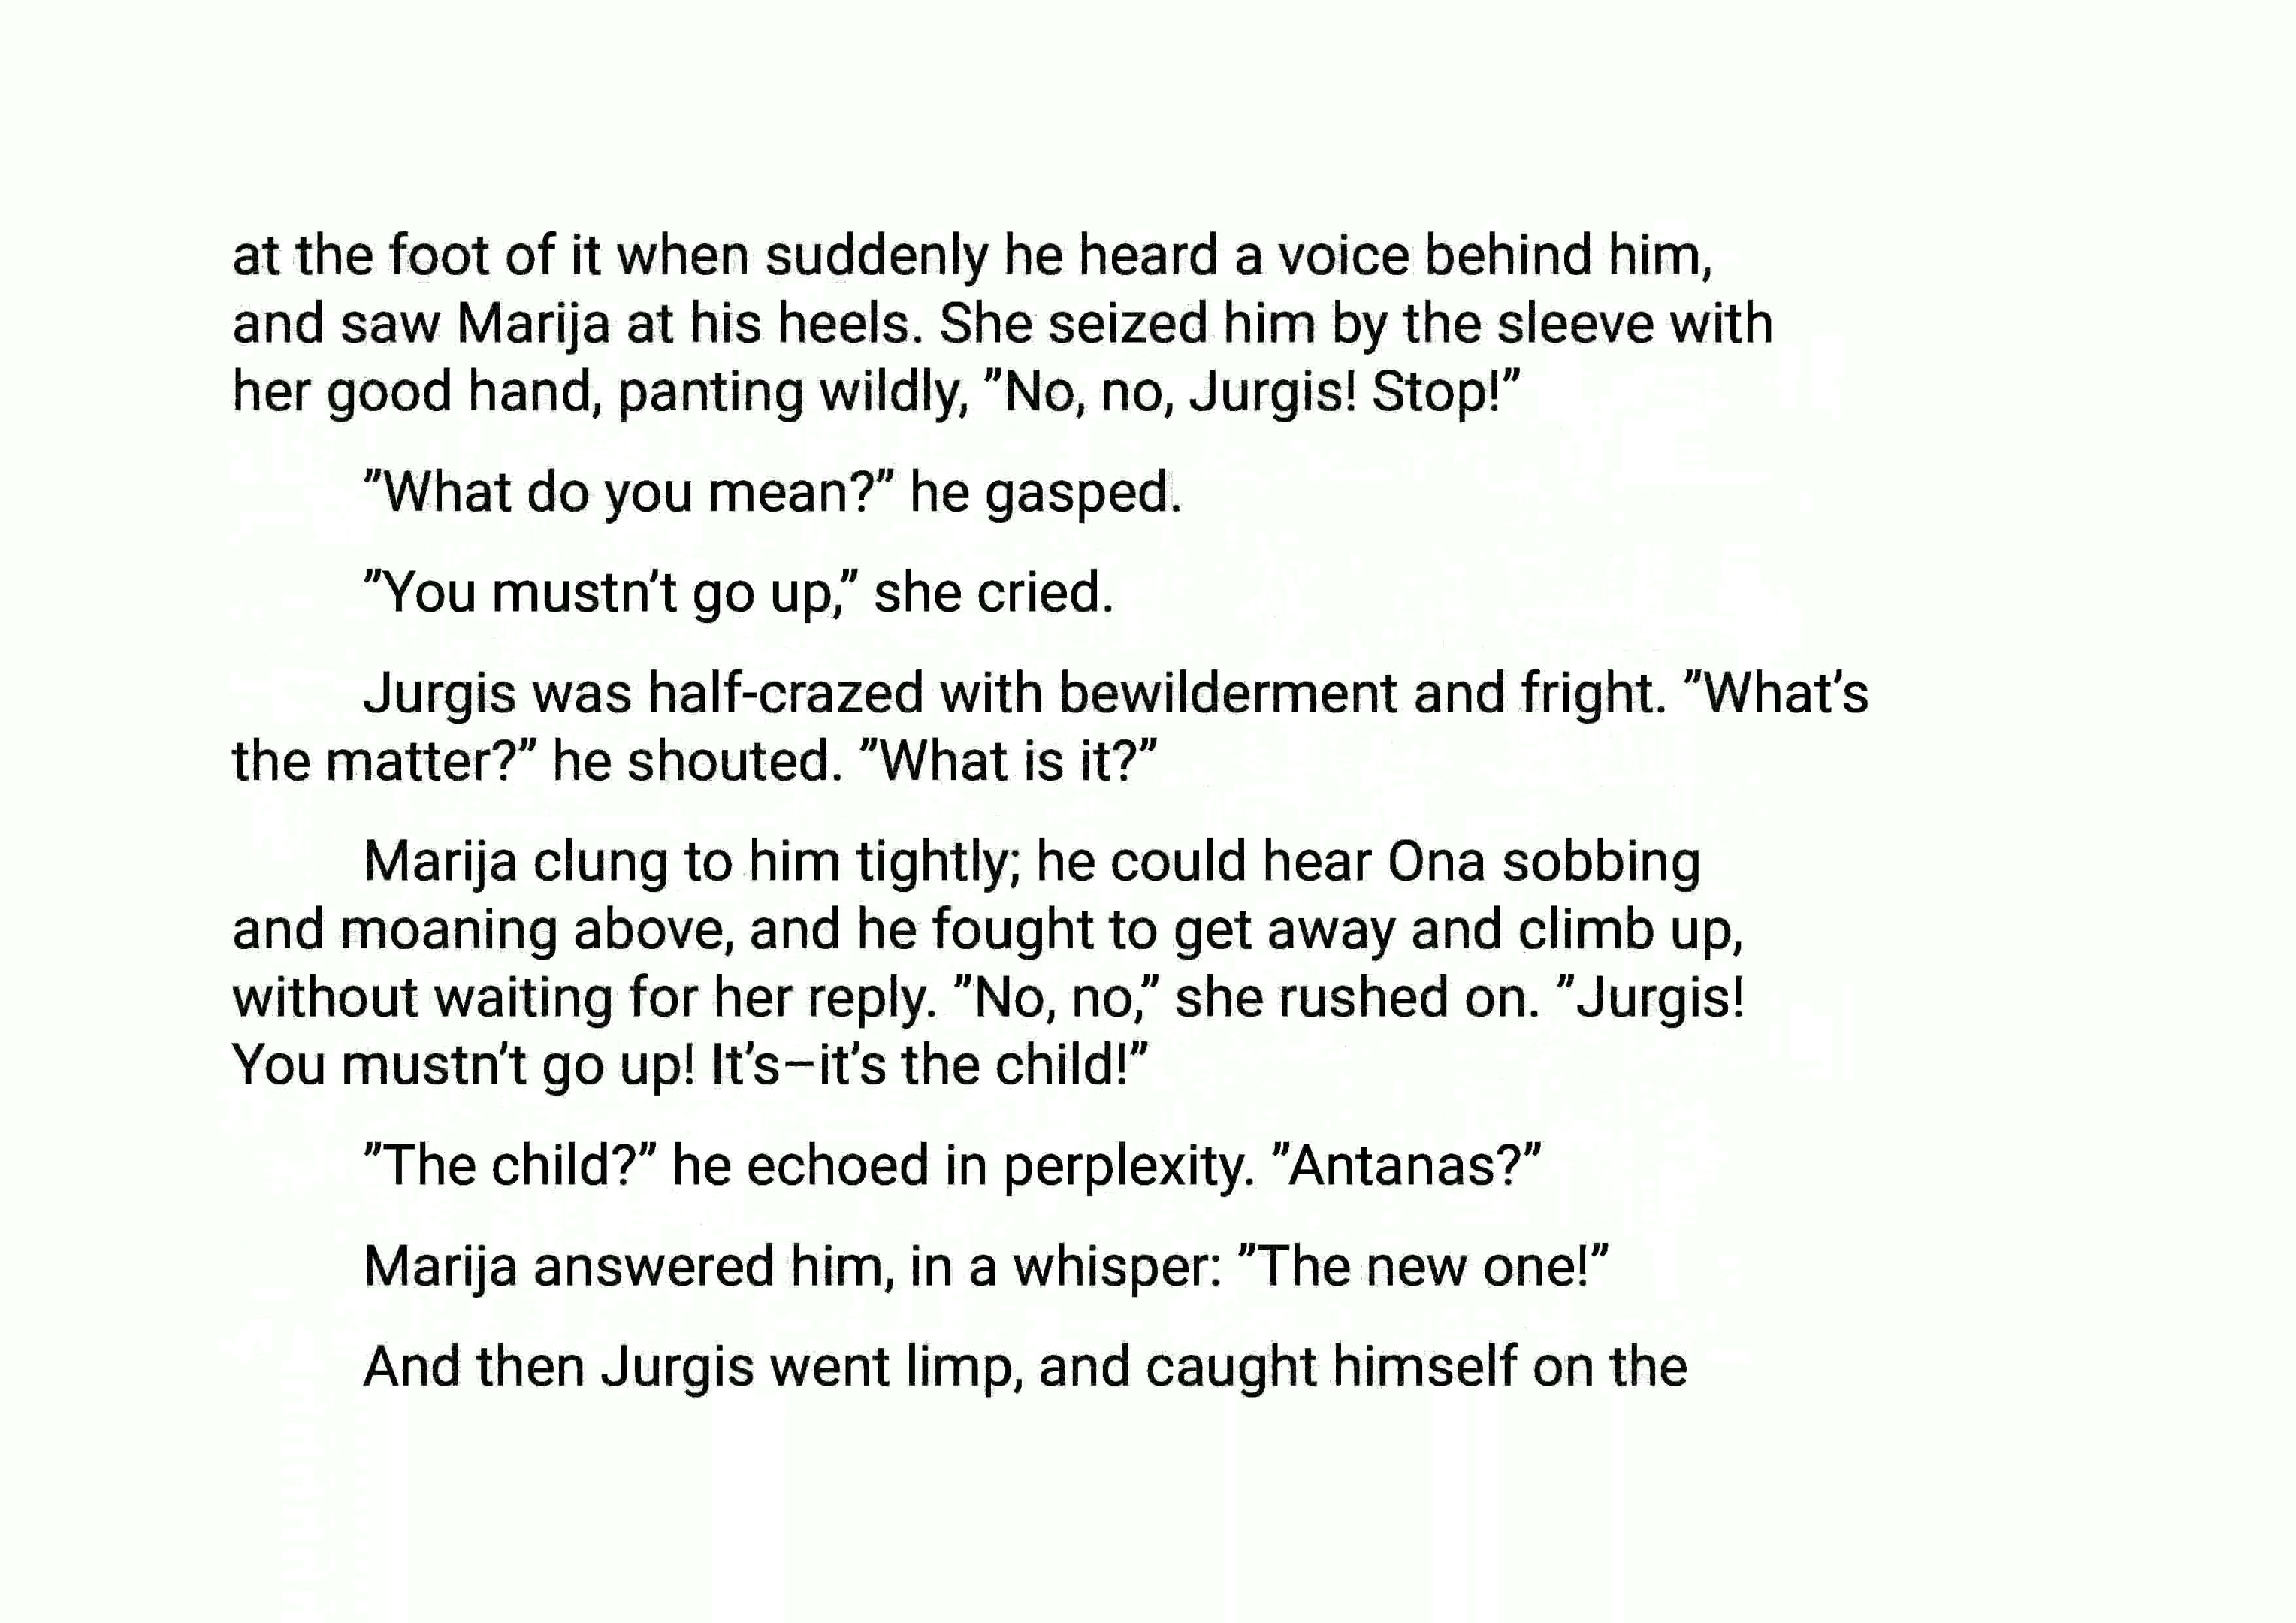 at the foot of it when suddenly he heard a voice behind him,
and saw Marija at his heels. She seized him by the sleeve with
her good hand, panting wildly, ”No, no, Jurgis! Stop!”
”What do you mean?” he gasped.
”You mustn’t go up,” she cried.
Jurgis was half-crazed with bewilderment and fright. ”What’s
the matter?” he shouted. ”What is it?”
Marija clung to him tightly; he could hear Ona sobbing
and moaning above, and he fought to get away and climb up,
without waiting for her reply. ”No, no,” she rushed on. ”Jurgis!
You mustn’t go up! It’s–it’s the child!”
”The child?” he echoed in perplexity. ”Antanas?”
Marija answered him, in a whisper: ”The new one!”
And then Jurgis went limp, and caught himself on the